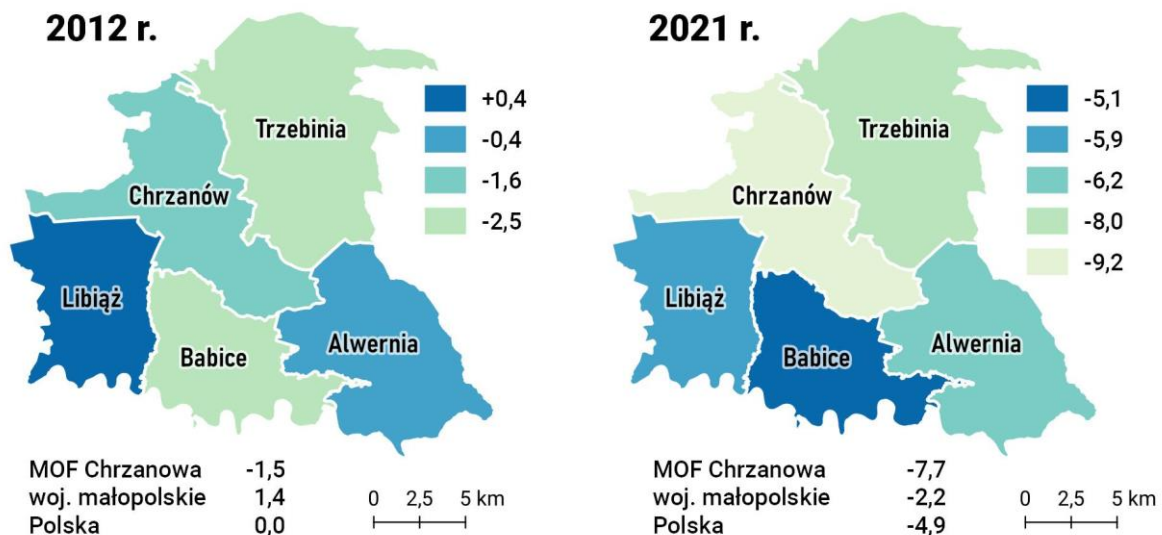 2012 r.
+0,4
-0,4
-1,6
-2,5
Trzebinia
Chrzanów
Libiąż
Babice
Alwernia
MOF Chrzanowa -1,5
woj. małopolskie 1,4
Polska 0,0
0 2,5 5 km
2021 r.
-5,1
-5,9
-6,2
-8,0
-9,2
Trzebinia
Chrzanów
Libiąż
Babice
Alwernia
MOF Chrzanowa -7,7
woj. małopolskie -2,2
Polska -4,9
0 2,5 5 km